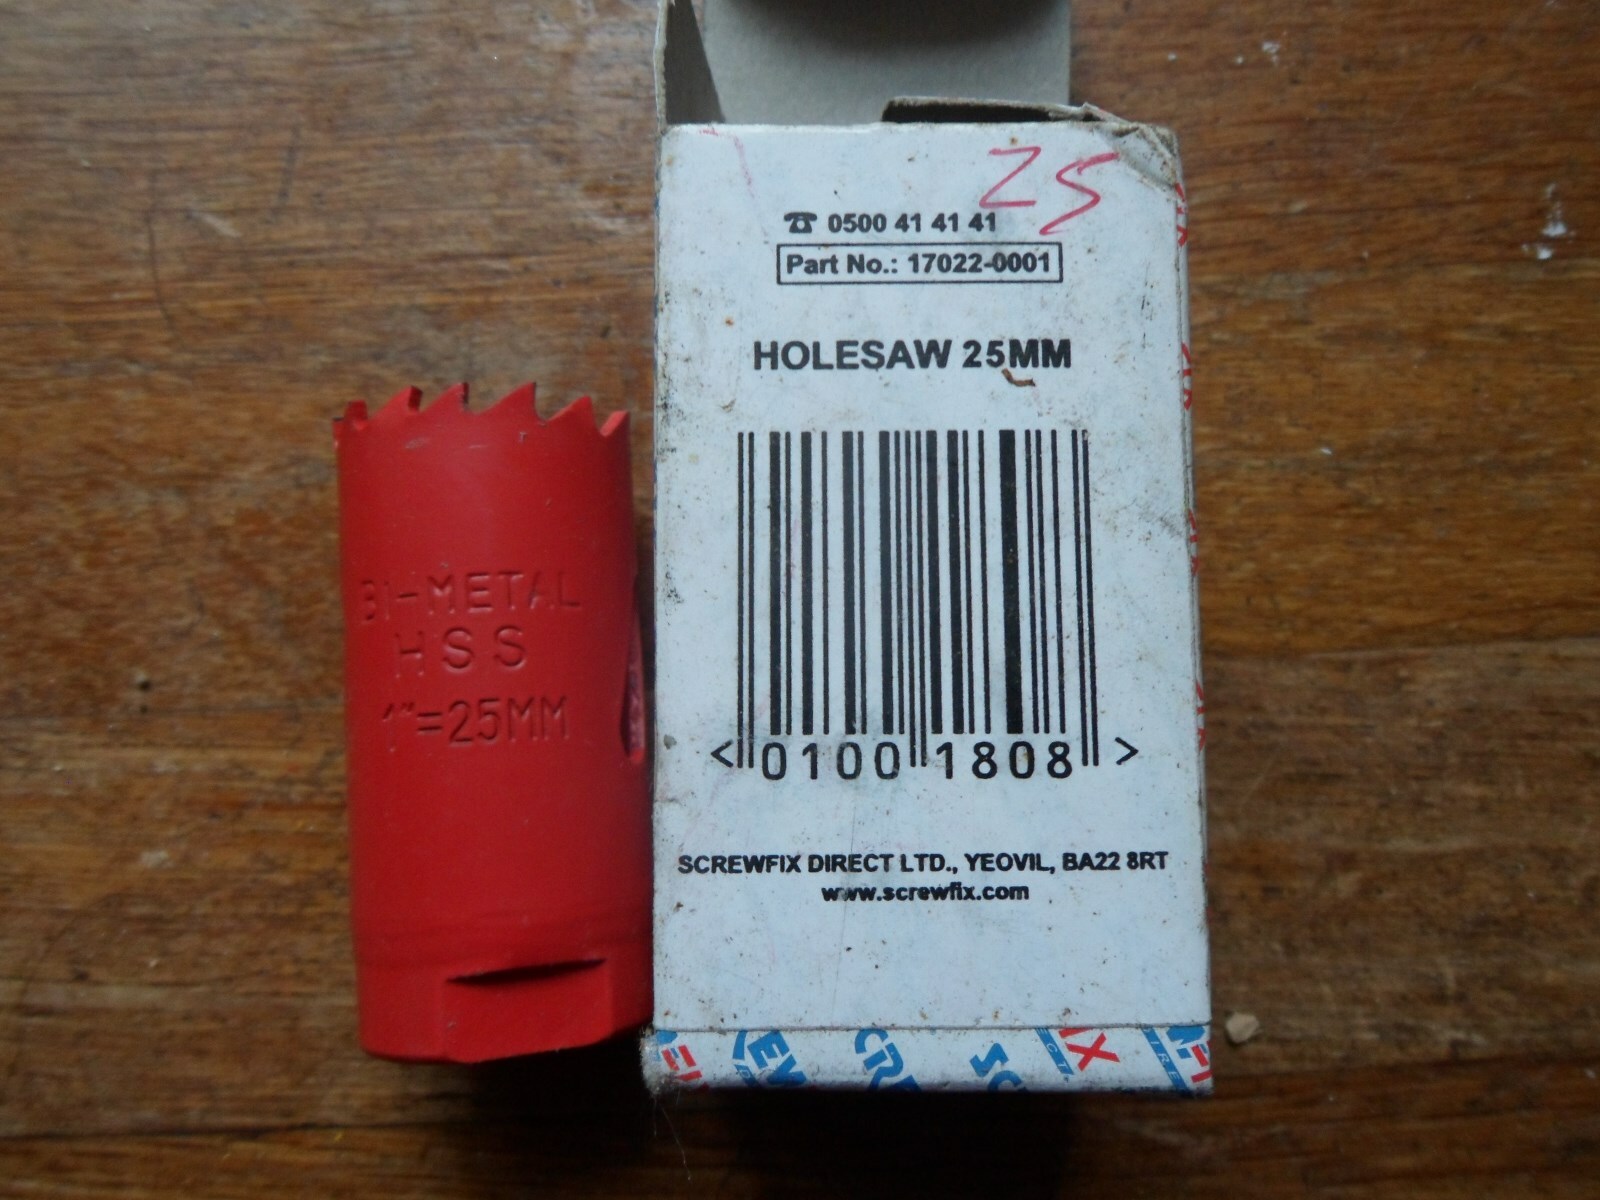 25
☎ 0500 41 41 41
Part No.: 17022-0001
HOLESAW 25MM
<0100 1808>
SCREWFIX DIRECT LTD., YEOVIL, BA22 8RT
www.screwfix.com
BI-METAL
HSS
1"=25MM